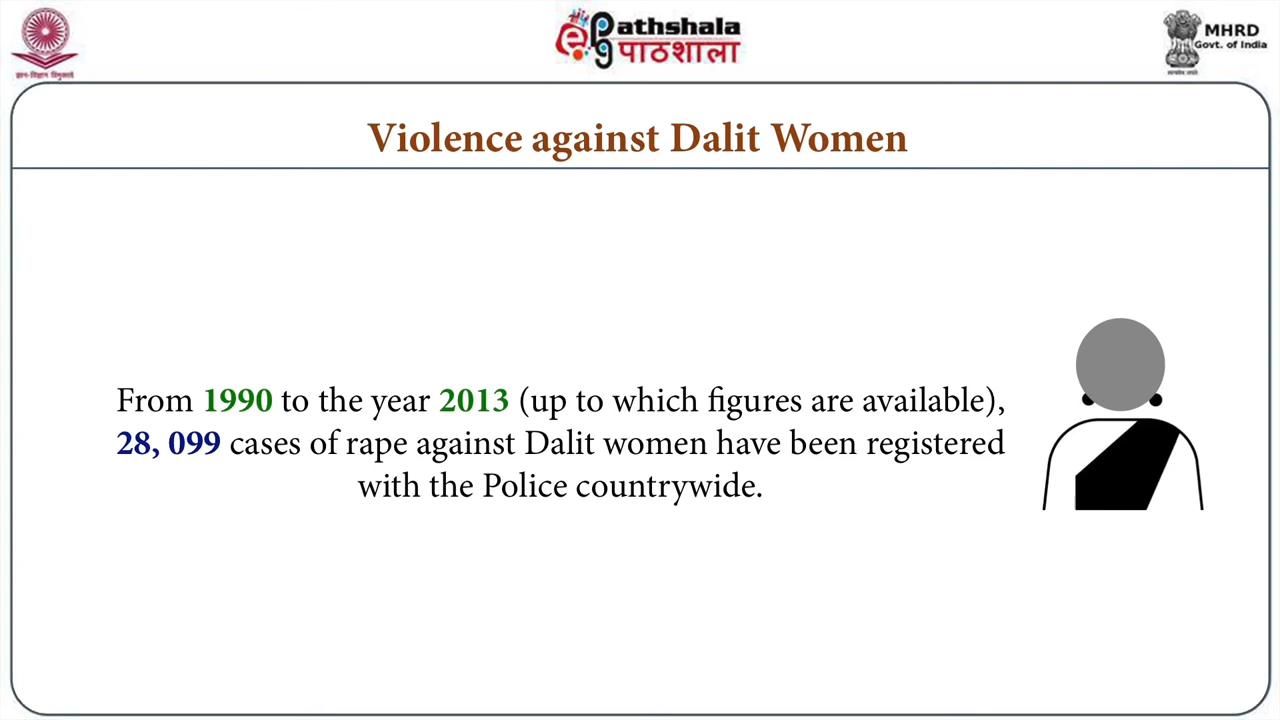 ePathshala
पाठशाला
MHRD
Govt. of India
Violence against Dalit Women
From 1990 to the year 2013 (up to which figures are available),
28, 099 cases of rape against Dalit women have been registered
with the Police countrywide.